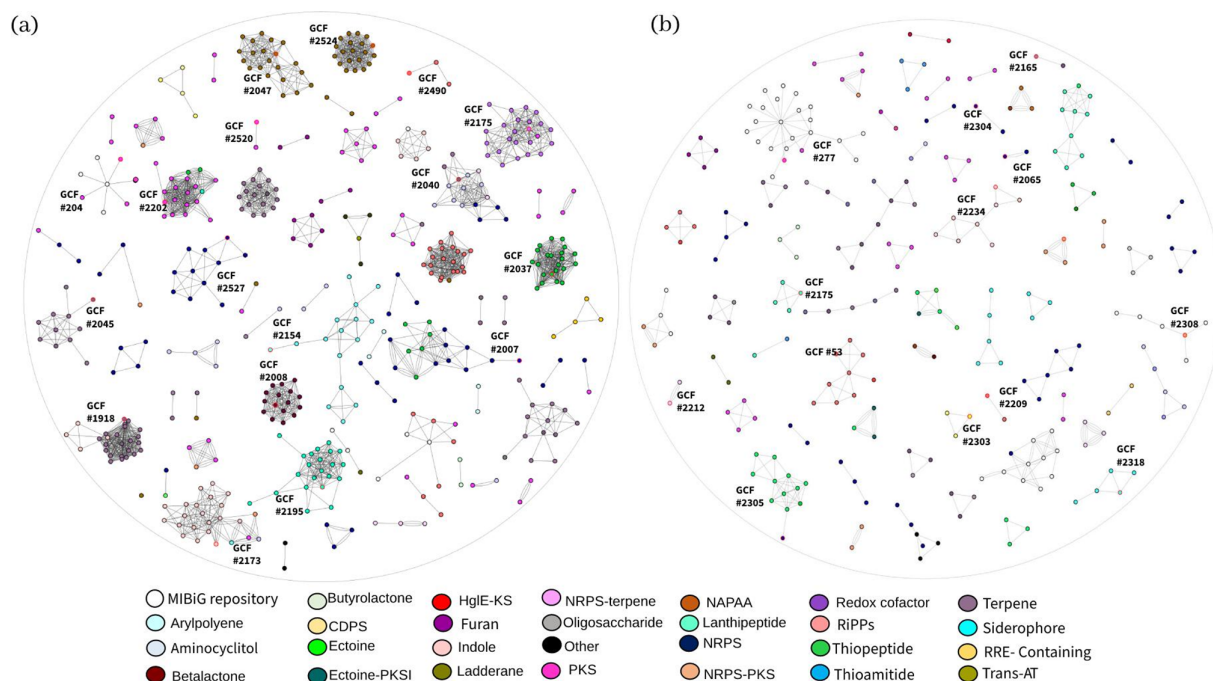 (a)
(b)
GCF
#2524
GCF
#2047
GCF
#2490
GCF
#2175
GCF
#2520
GCF
#2040
GCF
#204
GCF
#2202
GCF
#2037
GCF
#2527
GCF
#2045
GCF
#2154
GCF
#2007
GCF
#2008
GCF
#1918
GCF
#2195
GCF
#2173
GCF
#2165
GCF
#2304
GCF
#277
GCF
#2065
GCF
#2234
GCF
#2175
GCF
#2308
GCF #53
GCF
#2212
GCF
#2209
GCF
#2303
GCF
#2318
GCF
#2305
MIBiG repository
Butyrolactone
HglE-KS
NRPS-terpene
NAPAA
Redox cofactor
Terpene
Arylpolyene
CDPS
Furan
Oligosaccharide
Lanthipeptide
RiPPs
Siderophore
Aminocyclitol
Ectoine
Indole
Other
NRPS
Thiopeptide
RRE- Containing
Betalactone
Ectoine-PKSI
Ladderane
PKS
NRPS-PKS
Thioamitide
Trans-AT